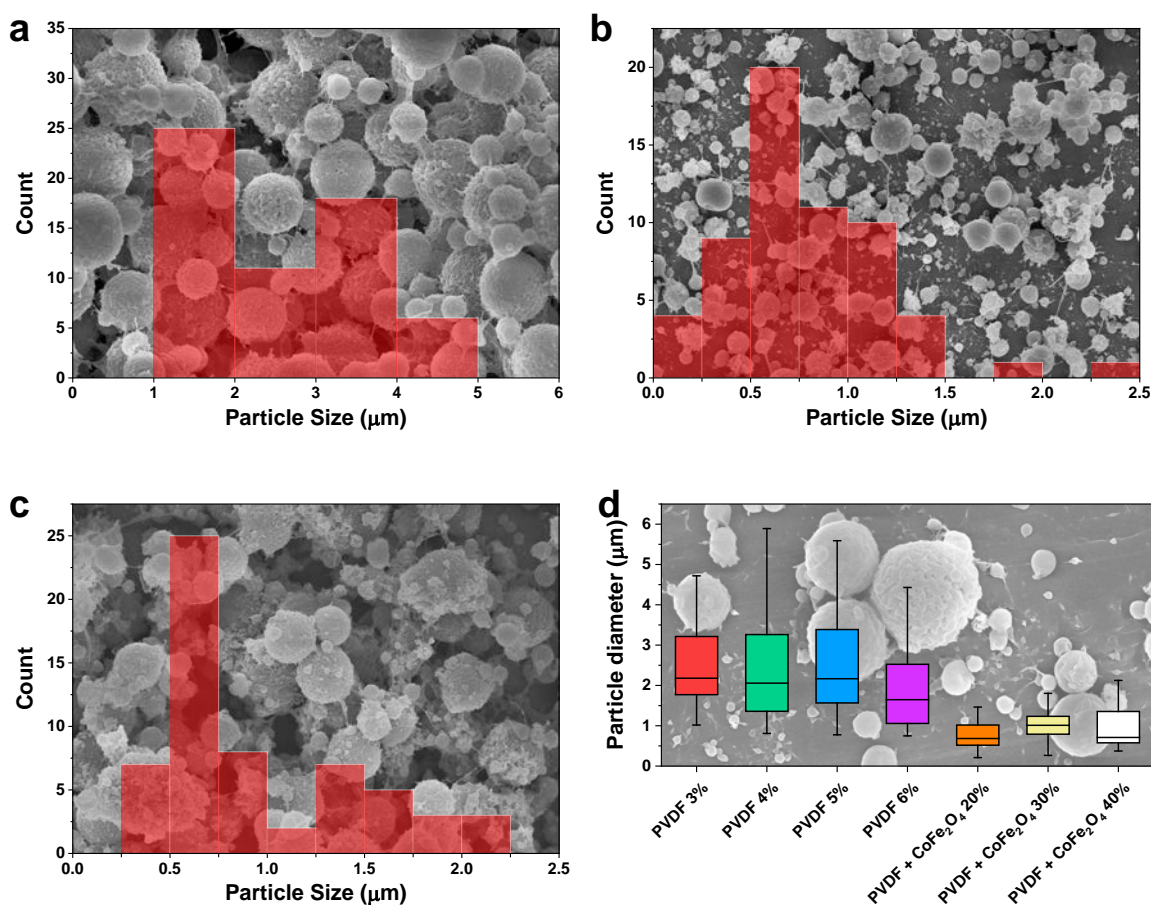 a
35
30
25
20
15
10
5
0
Count
0 1 2 3 4 5 6
Particle Size (μm)
b
20
15
10
5
0
Count
0.0 0.5 1.0 1.5 2.0 2.5
Particle Size (μm)
c
25
20
15
10
5
0
Count
0.0 0.5 1.0 1.5 2.0 2.5
Particle Size (μm)
d
6
5
4
3
2
1
0
Particle diameter (μm)
PVDF 3%
PVDF 4%
PVDF 5%
PVDF 6%
PVDF + CoFe₂O₄ 20%
PVDF + CoFe₂O₄ 30%
PVDF + CoFe₂O₄ 40%